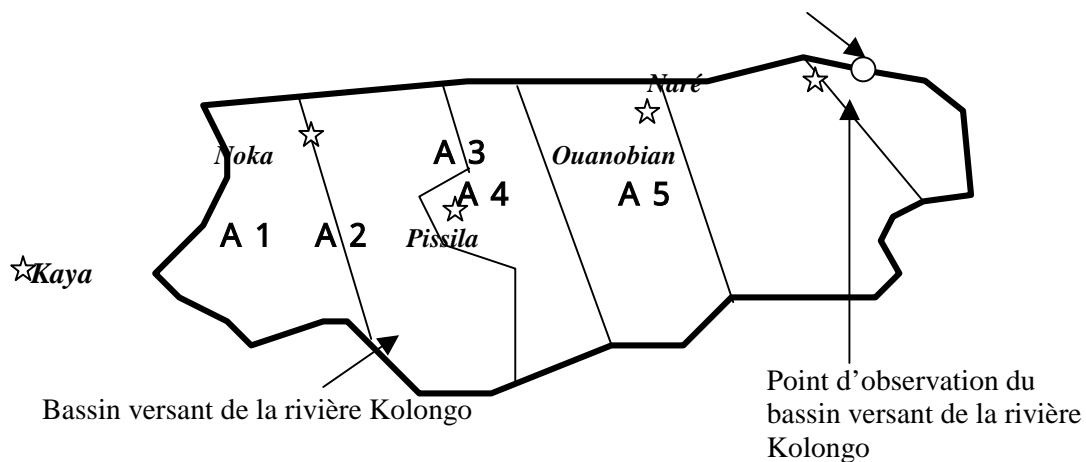 Naré
Noka
A 3
Ouanobian
A 4
A 5
A 1
A 2
Pissila
Kaya
Bassin versant de la rivière Kolongo
Point d’observation du
bassin versant de la rivière
Kolongo